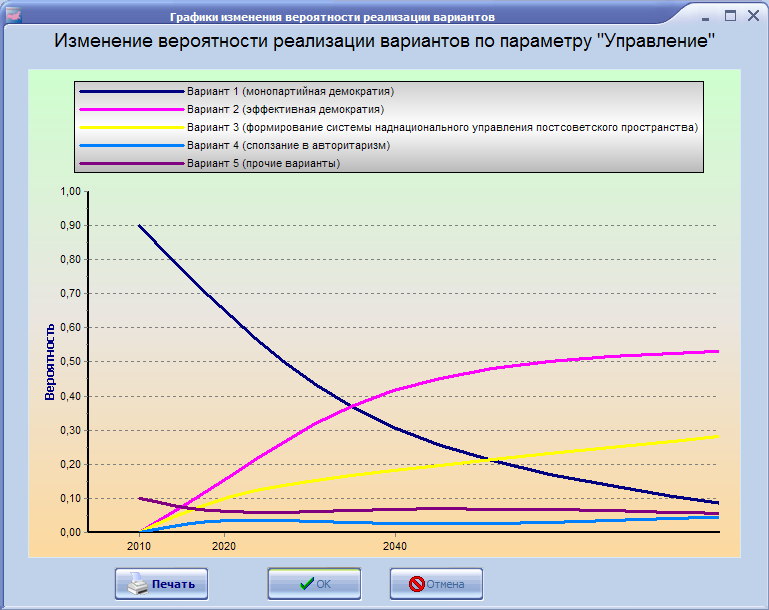 Графики изменения вероятности реализации вариантов
Изменение вероятности реализации вариантов по параметру "Управление"
Вариант 1 (монопартийная демократия)
Вариант 2 (эффективная демократия)
Вариант 3 (формирование системы наднационального управления постсоветского пространства)
Вариант 4 (сползание в авторитаризм)
Вариант 5 (прочие варианты)
1,00
0,90
0,80
0,70
0,60
0,50
0,40
0,30
0,20
0,10
0,00
Вероятность
2010 2020 2040
Печать OK Отмена